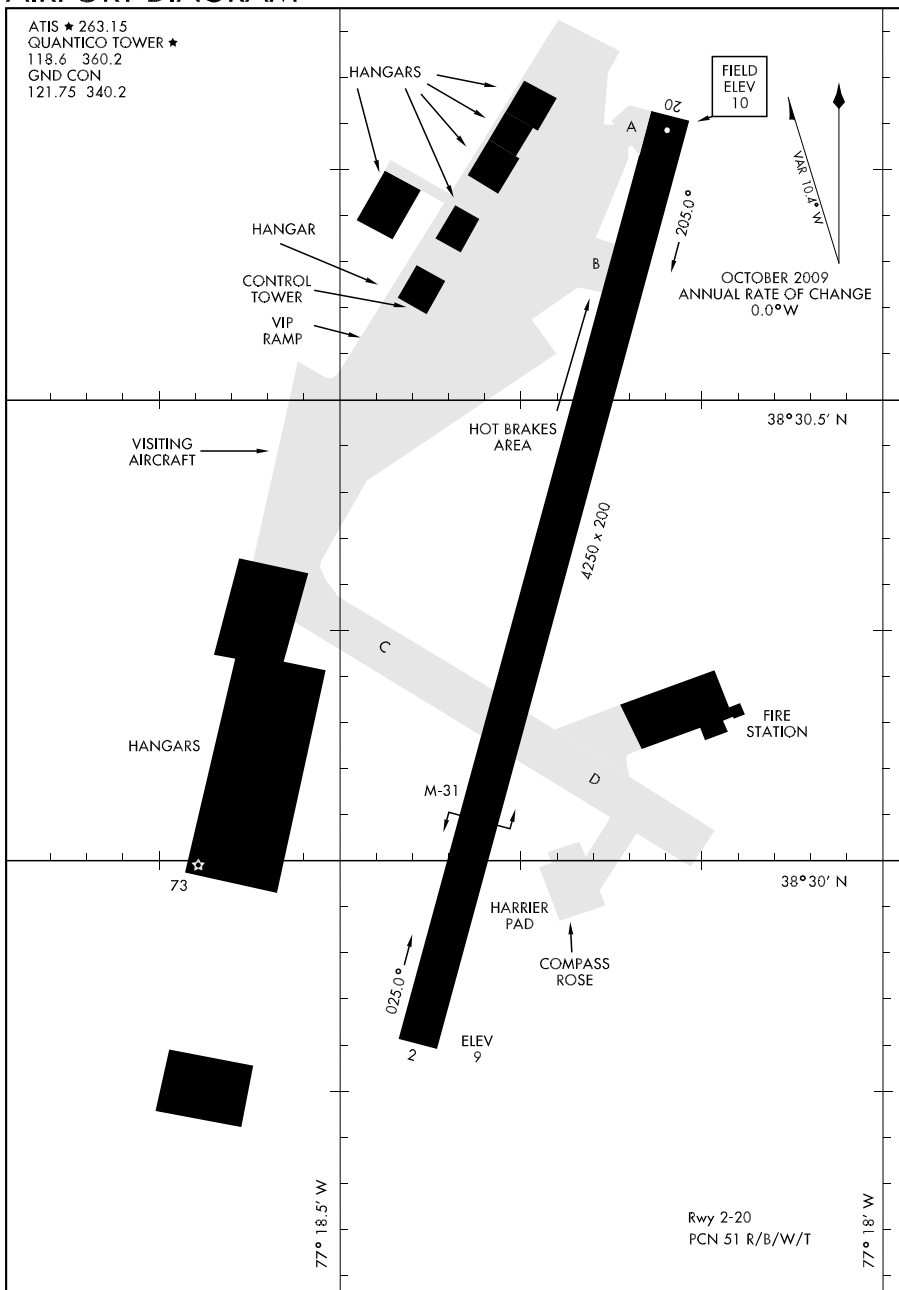 AIRPORT DIAGRAM
ATIS ★ 263.15
QUANTICO TOWER ★
118.6 360.2
GND CON
121.75 340.2
HANGARS
FIELD
ELEV
10
20
A
VAR 10.4° W
205.0°
HANGAR
B
CONTROL
TOWER
OCTOBER 2009
ANNUAL RATE OF CHANGE
0.0° W
VIP
RAMP
38° 30.5' N
HOT BRAKES
AREA
VISITING
AIRCRAFT
4250 x 200
C
FIRE
STATION
HANGARS
D
M-31
73
38° 30' N
HARRIER
PAD
COMPASS
ROSE
025.0°
2
ELEV
9
77° 18.5' W
77° 18' W
Rwy 2-20
PCN 51 R/B/W/T